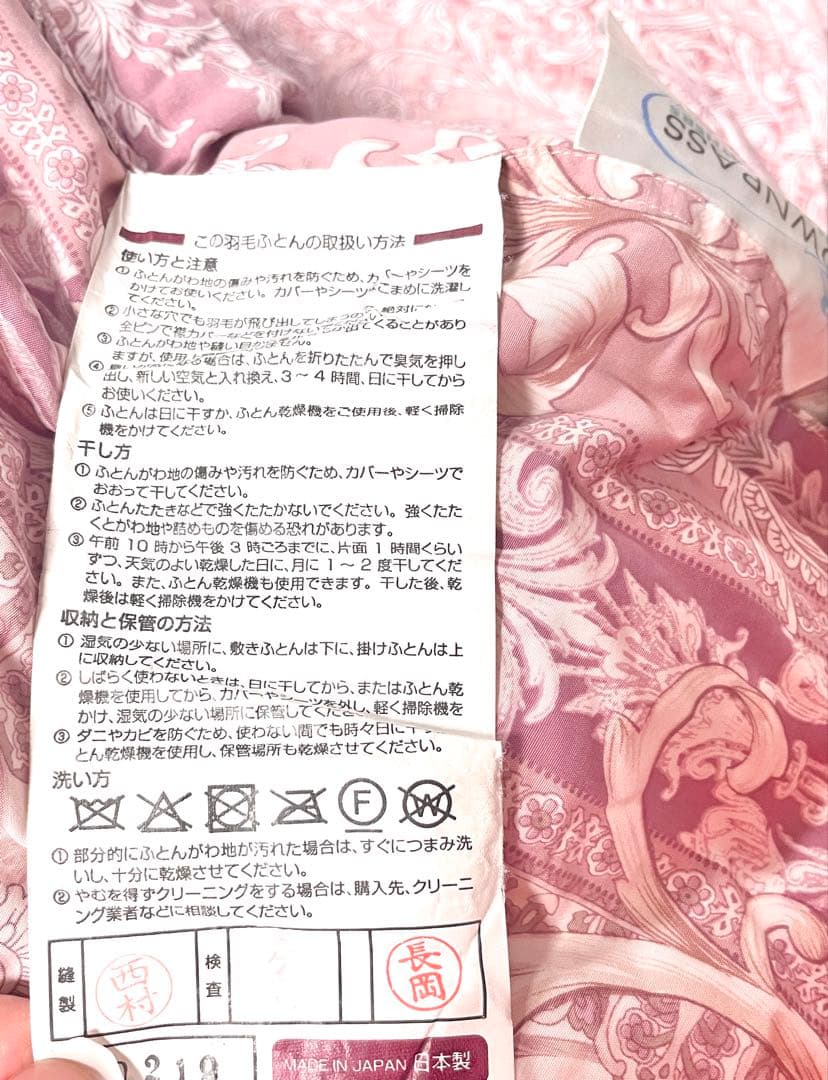 DOWNPASS
この羽毛ふとんの取扱い方法
使い方と注意
① ふとんがわ地の傷みや汚れを防ぐため、カ
かけてお使いください。カバーやシーツ こまめに洗濯し
てください。
② 小さな穴でも羽毛が飛び出してしまう 絶対に
全ピンで
③ ふとんがわ地や縫い目か てくることがあり
ますが、使用
④ 場合は、ふとんを折りたたんで臭気を押し
出し、新しい空気と入れ換え、3～4時間、日に干してから
お使いください。
⑤ ふとんは日に干すか、ふとん乾燥機をご使用後、軽く掃除
機をかけてください。
干し方
① ふとんがわ地の傷みや汚れを防ぐため、カバーやシーツで
おおって干してください。
② ふとんたたきなどで強くたたかないでください。強くたた
くとがわ地や詰めものを傷める恐れがあります。
③ 午前10時から午後3時ころまでに、片面1時間くらい
ずつ、天気のよい乾燥した日に、月に1～2度干してくだ
さい。また、ふとん乾燥機も使用できます。干した後、乾
燥後は軽く掃除機をかけてください。
収納と保管の方法
① 湿気の少ない場所に、敷きふとんは下に、掛けふとんは上
に収納してください。
② しばらく使わないときは、日に干してから、またはふとん乾
燥機を使用してから、カバーやシーツを外し、軽く掃除機を
かけ、湿気の少ない場所に保管してくださ
③ ダニやカビを防ぐため、使わない間でも時々日に干
とん乾燥機を使用し、保管場所も乾燥させてください。
洗い方
F W
① 部分的にふとんがわ地が汚れた場合は、すぐにつまみ洗
いし、十分に乾燥させてください。
② やむを得ずクリーニングをする場合は、購入先、クリーニ
ング業者などに相談してください。
縫製 西村 検査 長岡
219
MADE IN JAPAN 日本製